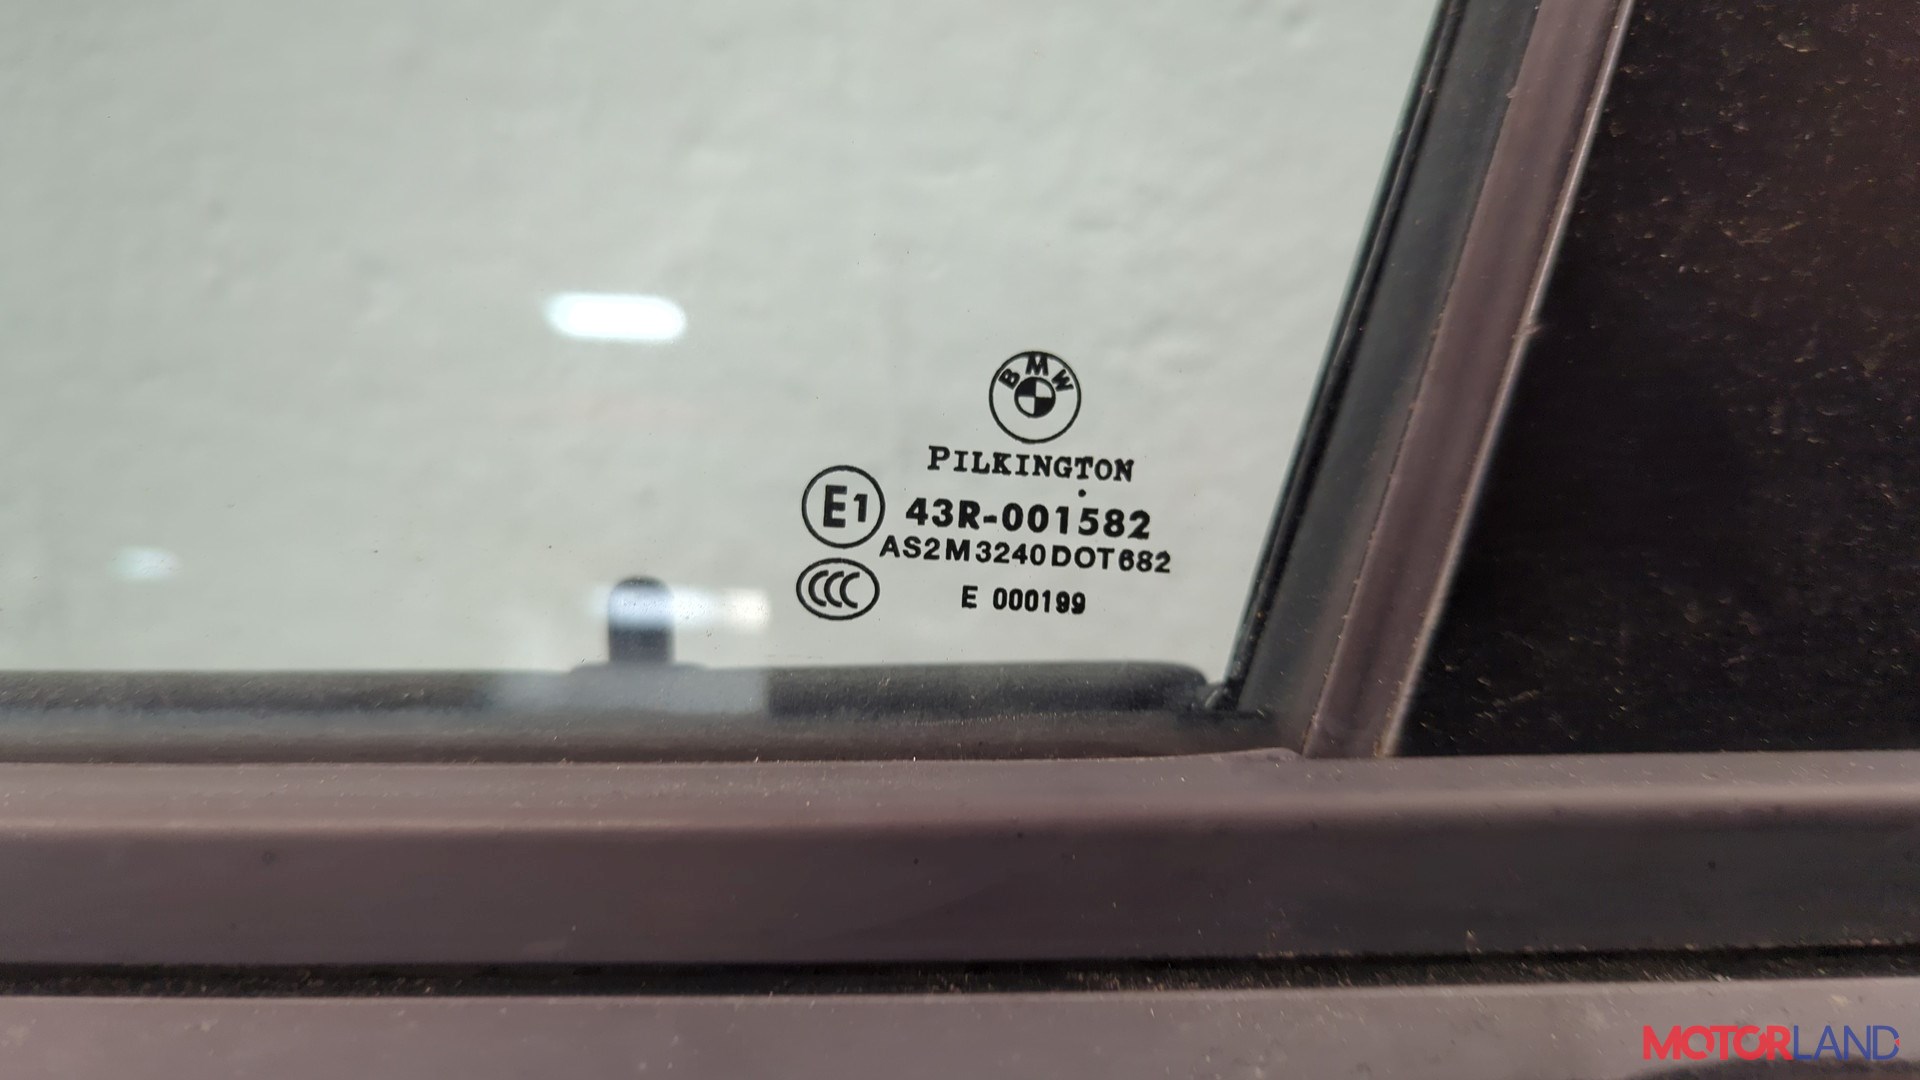 BMW
PILKINGTON
E1 43R-001582
AS2M3240DOT682
CCC E 000199
MOTORLAND